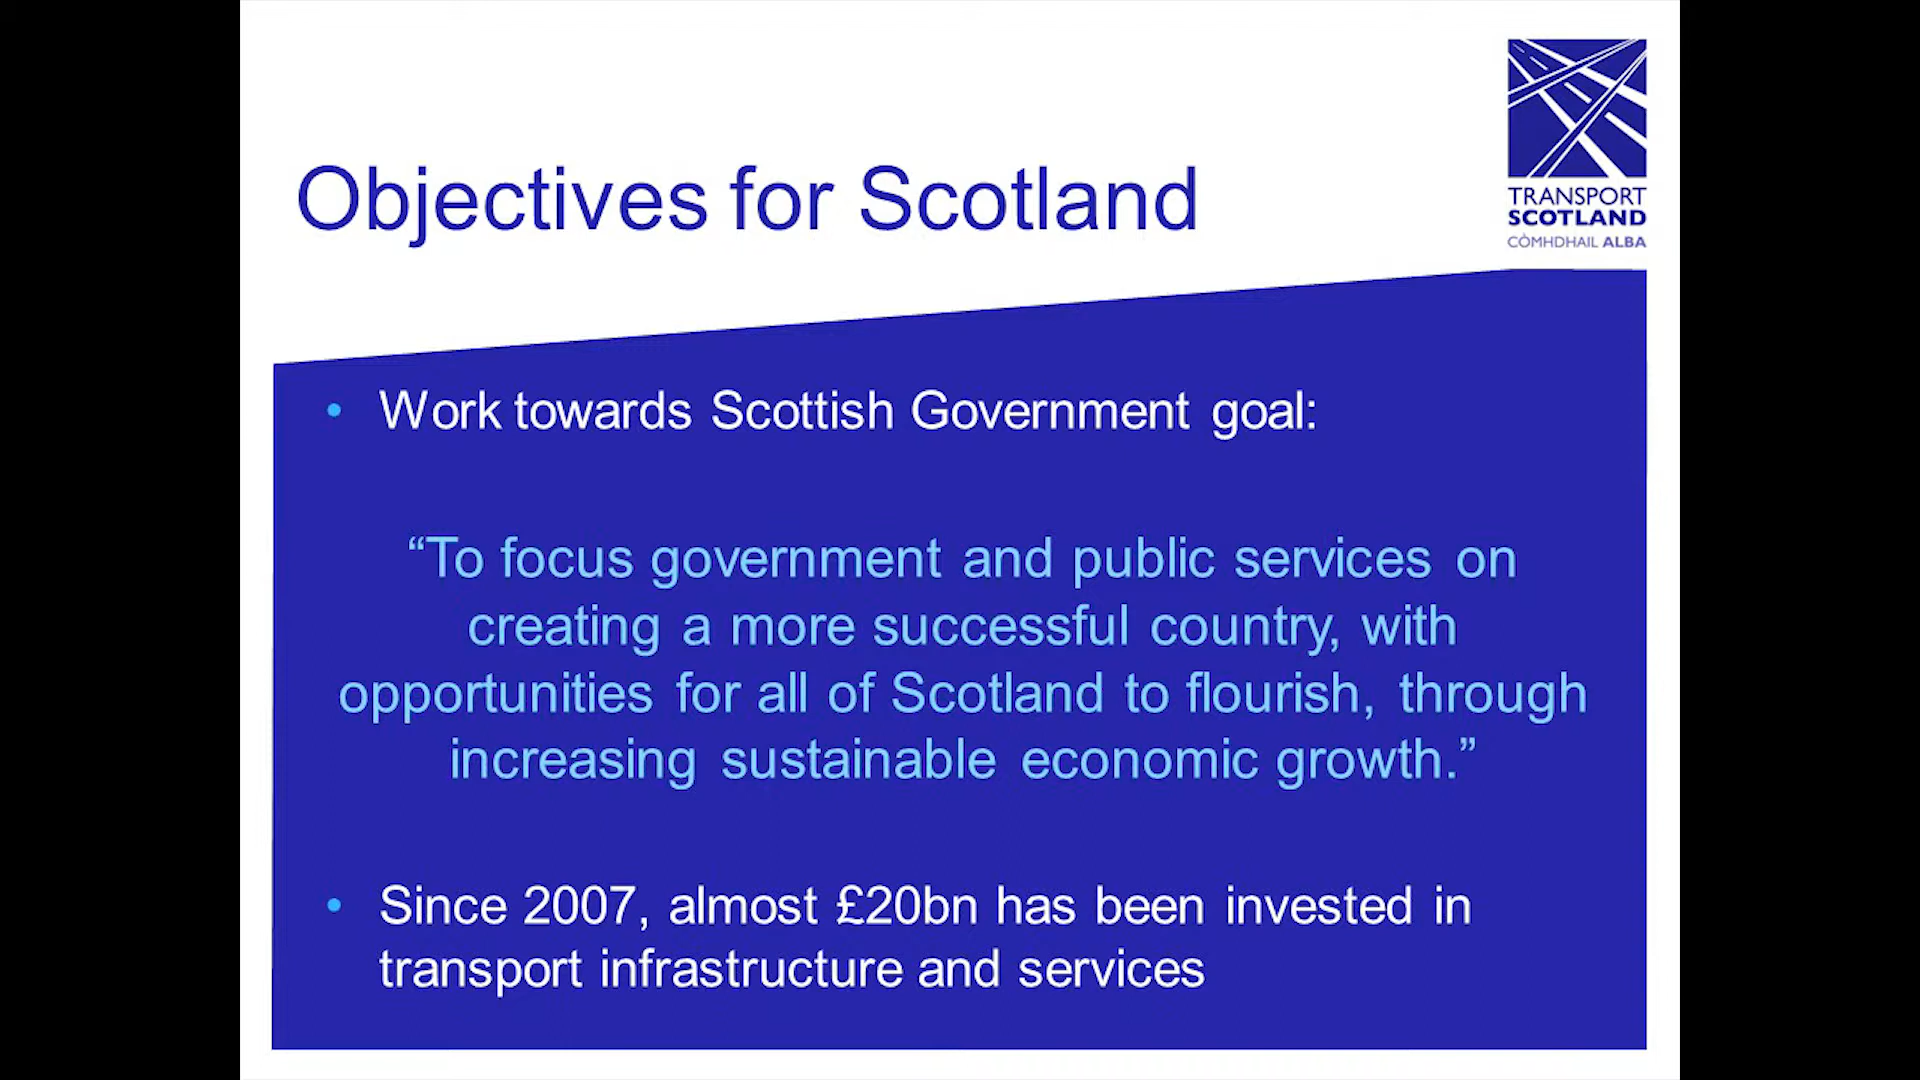 Objectives for Scotland
TRANSPORT
SCOTLAND
CÒMHDHAIL ALBA
• Work towards Scottish Government goal:
“To focus government and public services on
creating a more successful country, with
opportunities for all of Scotland to flourish, through
increasing sustainable economic growth.”
• Since 2007, almost £20bn has been invested in
transport infrastructure and services